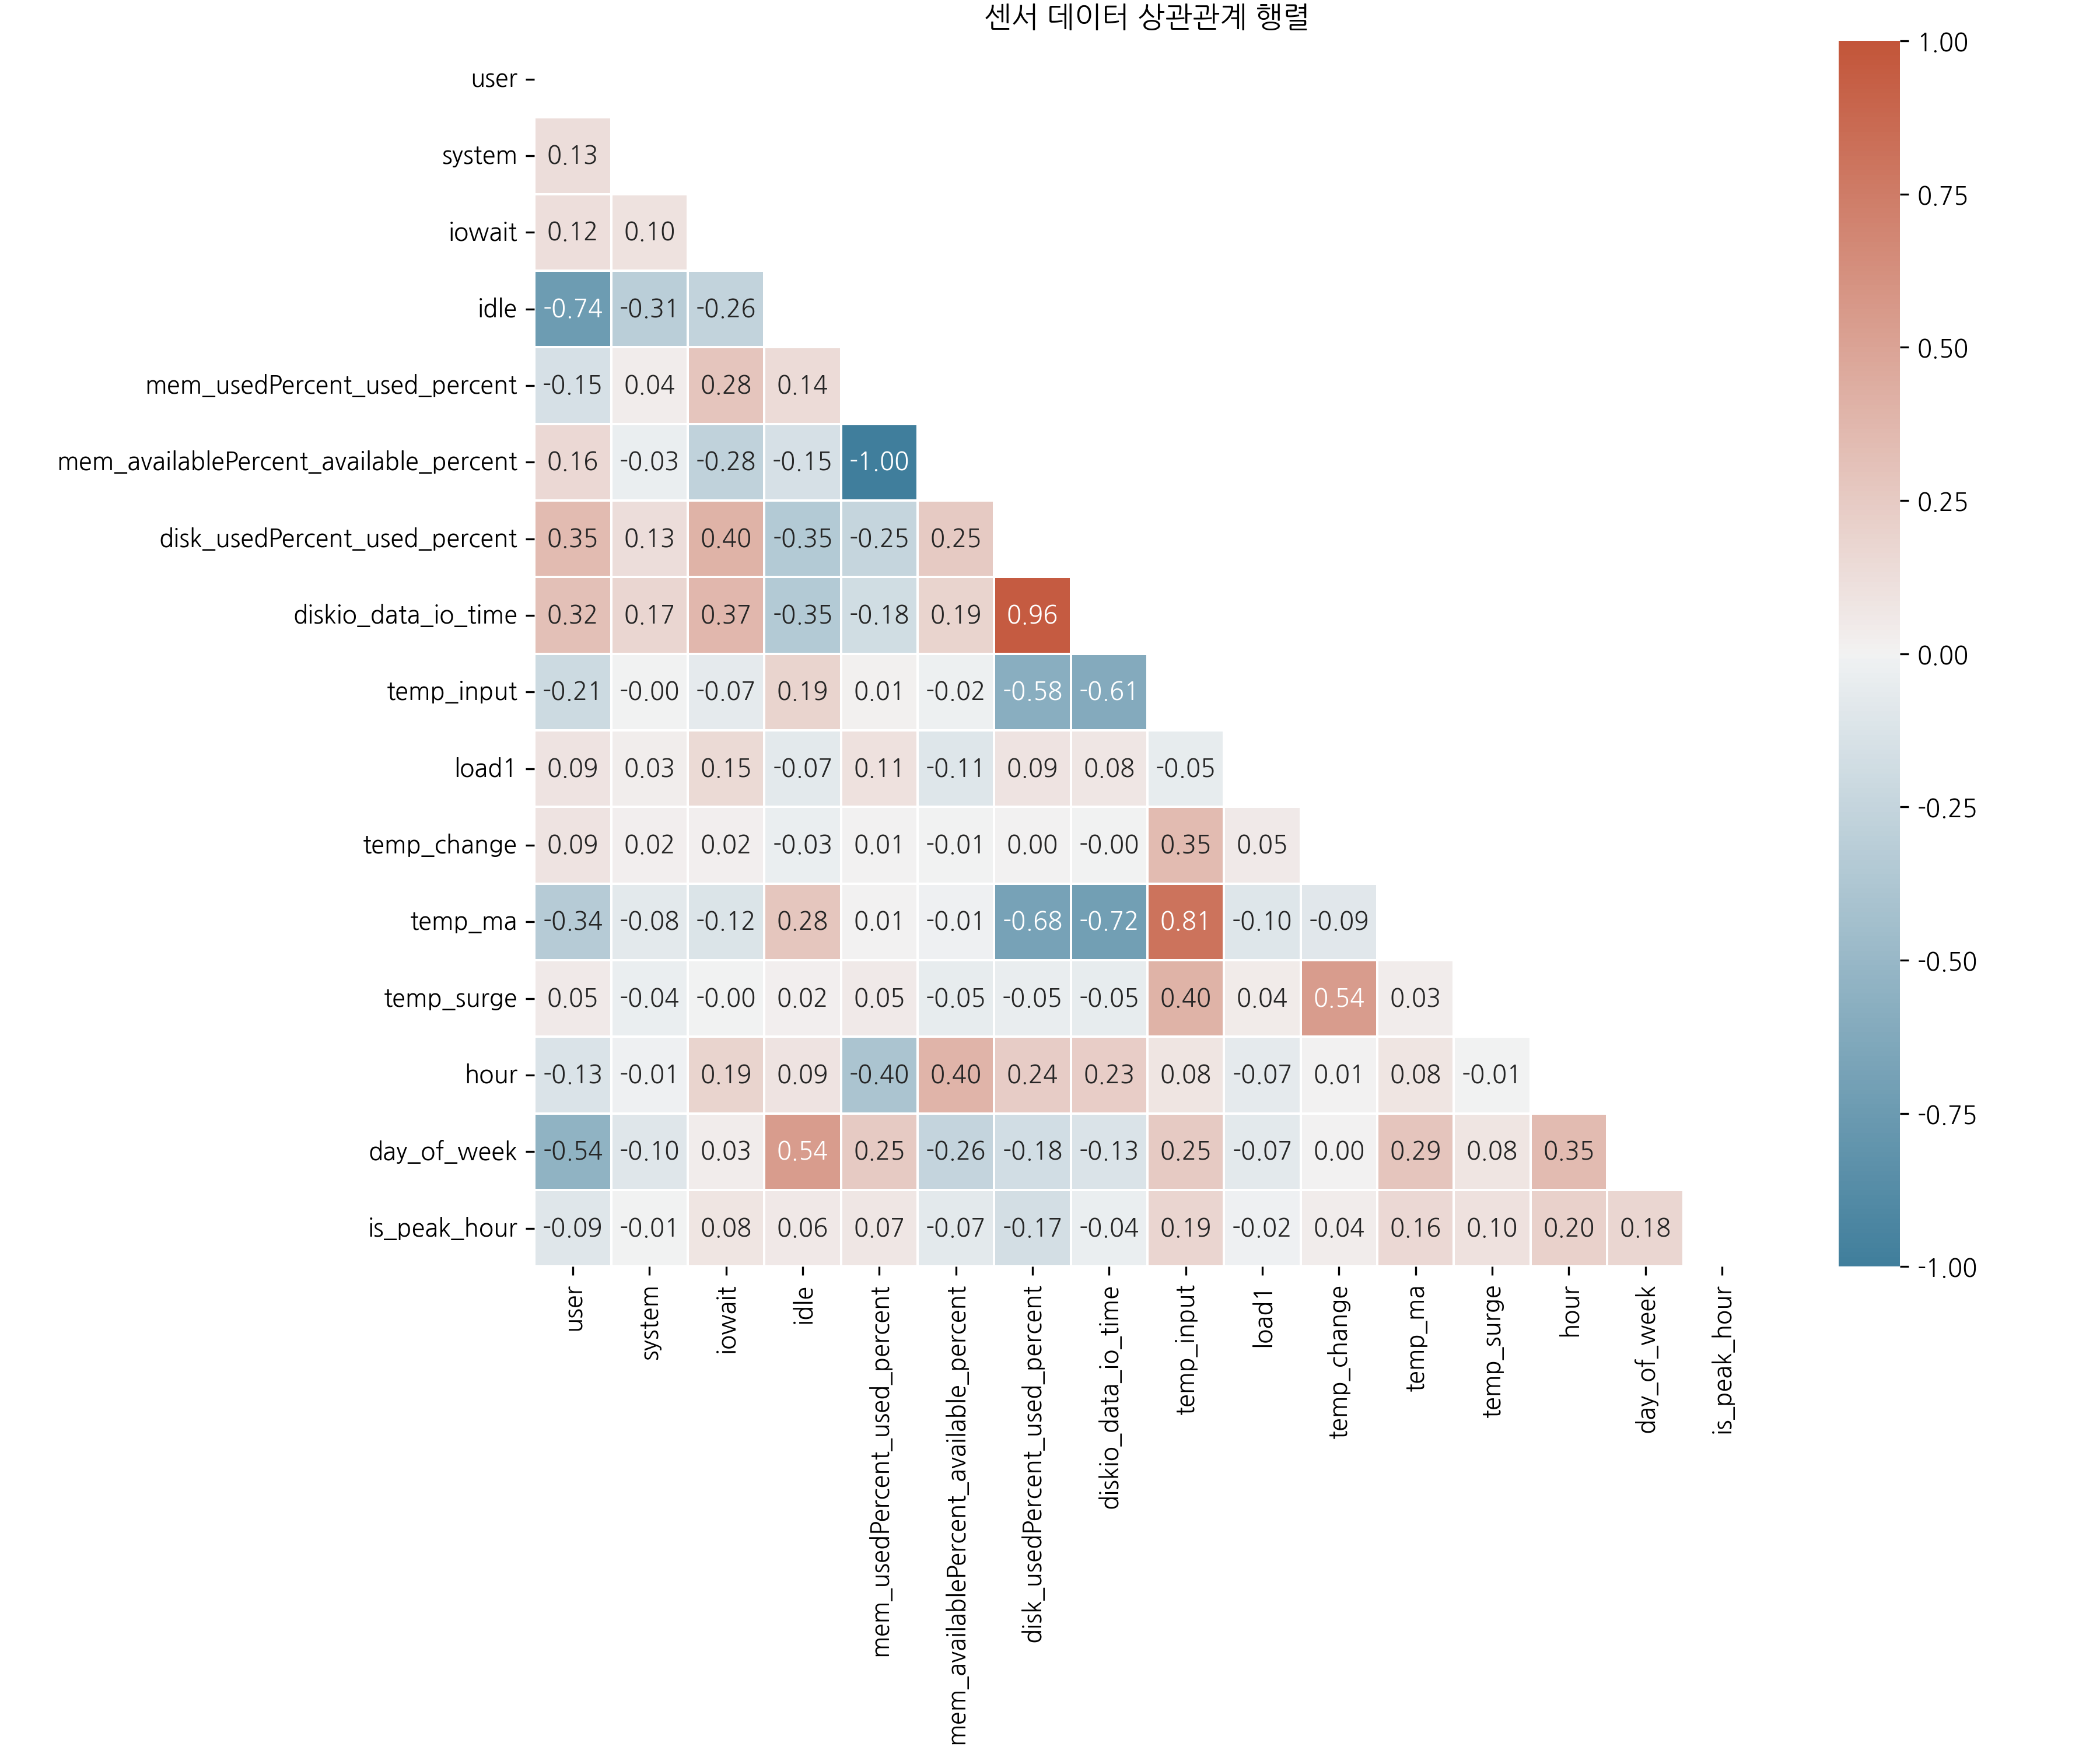 센서 데이터 상관관계 행렬
user
system 0.13
iowait 0.12 0.10
idle -0.74 -0.31 -0.26
mem_usedPercent_used_percent -0.15 0.04 0.28 0.14
mem_availablePercent_available_percent 0.16 -0.03 -0.28 -0.15 -1.00
disk_usedPercent_used_percent 0.35 0.13 0.40 -0.35 -0.25 0.25
diskio_data_io_time 0.32 0.17 0.37 -0.35 -0.18 0.19 0.96
temp_input -0.21 -0.00 -0.07 0.19 0.01 -0.02 -0.58 -0.61
load1 0.09 0.03 0.15 -0.07 0.11 -0.11 0.09 0.08 -0.05
temp_change 0.09 0.02 0.02 -0.03 0.01 -0.01 0.00 -0.00 0.35 0.05
temp_ma -0.34 -0.08 -0.12 0.28 0.01 -0.01 -0.68 -0.72 0.81 -0.10 -0.09
temp_surge 0.05 -0.04 -0.00 0.02 0.05 -0.05 -0.05 -0.05 0.40 0.04 0.54 0.03
hour -0.13 -0.01 0.19 0.09 -0.40 0.40 0.24 0.23 0.08 -0.07 0.01 0.08 -0.01
day_of_week -0.54 -0.10 0.03 0.54 0.25 -0.26 -0.18 -0.13 0.25 -0.07 0.00 0.29 0.08 0.35
is_peak_hour -0.09 -0.01 0.08 0.06 0.07 -0.07 -0.17 -0.04 0.19 -0.02 0.04 0.16 0.10 0.20 0.18
user
system
iowait
idle
mem_usedPercent_used_percent
mem_availablePercent_available_percent
disk_usedPercent_used_percent
diskio_data_io_time
temp_input
load1
temp_change
temp_ma
temp_surge
hour
day_of_week
is_peak_hour
1.00
0.75
0.50
0.25
0.00
-0.25
-0.50
-0.75
-1.00